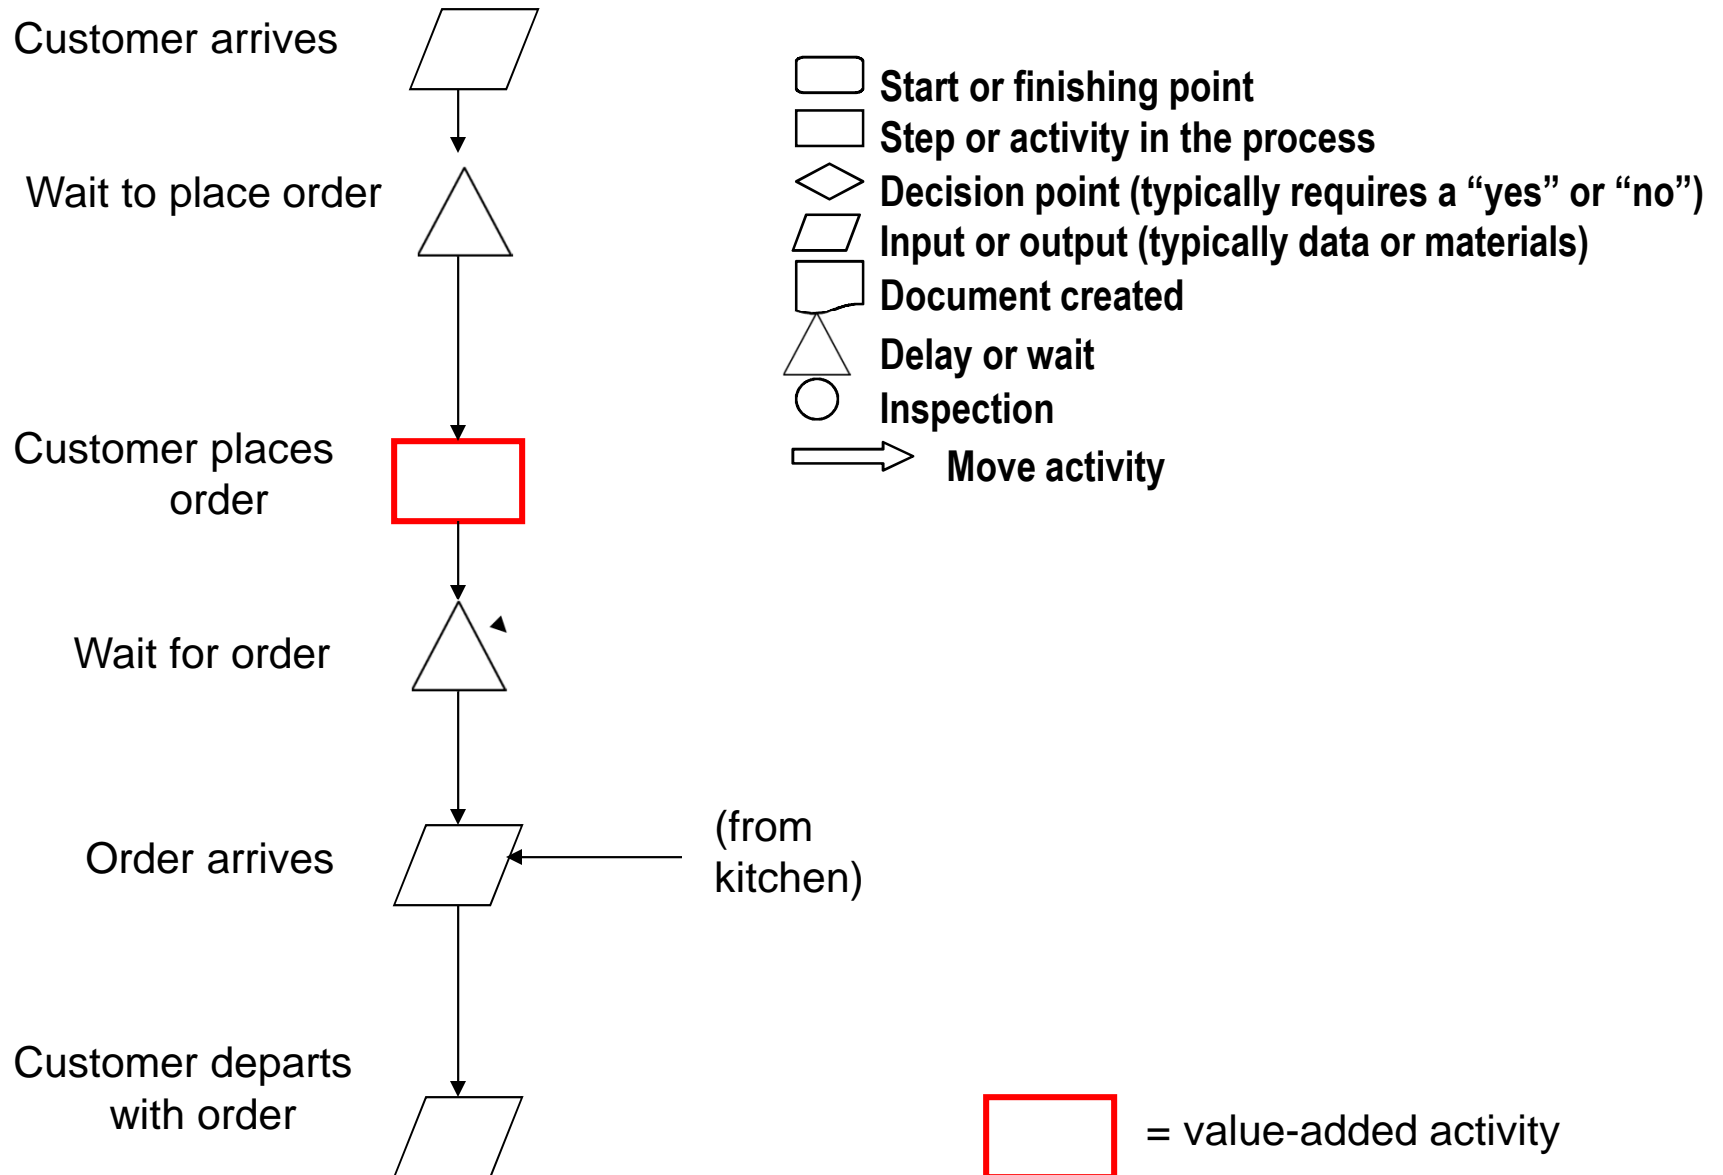 Customer arrives
Wait to place order
Customer places
order
Wait for order
Order arrives
(from
kitchen)
Customer departs
with order
Start or finishing point
Step or activity in the process
Decision point (typically requires a “yes” or “no”)
Input or output (typically data or materials)
Document created
Delay or wait
Inspection
Move activity
= value-added activity